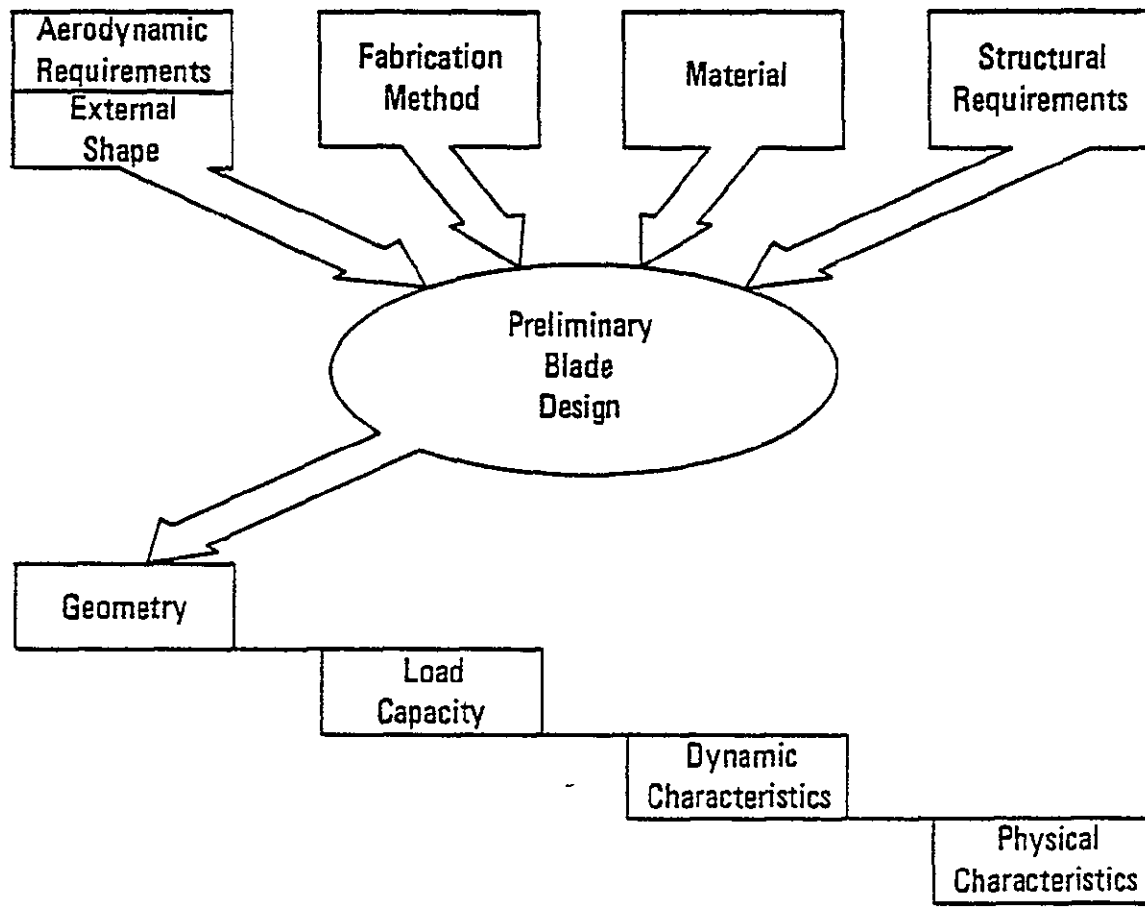 Aerodynamic
Requirements
External
Shape
Fabrication
Method
Material
Structural
Requirements
Preliminary
Blade
Design
Geometry
Load
Capacity
Dynamic
Characteristics
Physical
Characteristics